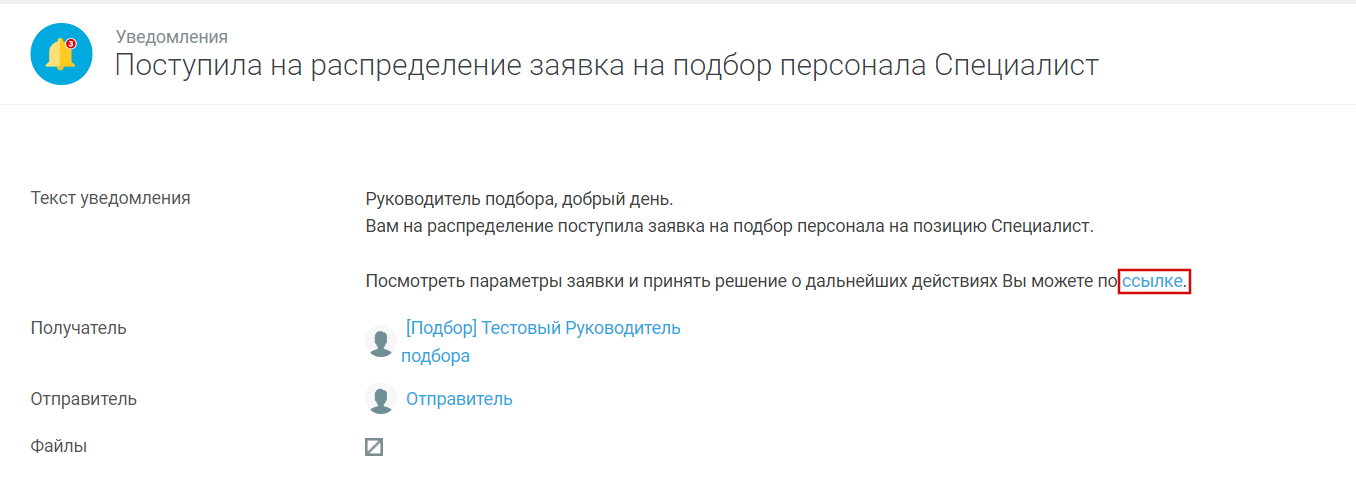 3
Уведомления
Поступила на распределение заявка на подбор персонала Специалист
Текст уведомления
Руководитель подбора, добрый день.
Вам на распределение поступила заявка на подбор персонала на позицию Специалист.
Посмотреть параметры заявки и принять решение о дальнейших действиях Вы можете по ссылке.
Получатель
[Подбор] Тестовый Руководитель
подбора
Отправитель
Отправитель
Файлы